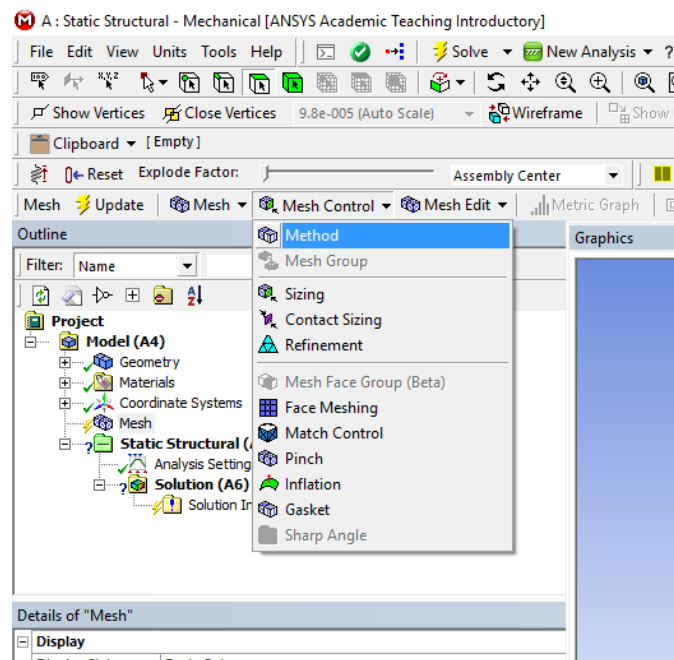 A : Static Structural - Mechanical [ANSYS Academic Teaching Introductory]
File Edit View Units Tools Help Solve New Analysis ?
Show Vertices Close Vertices 9.8e-005 (Auto Scale) Wireframe Show
Clipboard [Empty]
Reset Explode Factor: Assembly Center
Mesh Update Mesh Mesh Control Mesh Edit Metric Graph
Outline
Filter: Name
Project
Model (A4)
Geometry
Materials
Coordinate Systems
Mesh
Static Structural (
Analysis Setting
Solution (A6)
Solution In
Method
Mesh Group
Sizing
Contact Sizing
Refinement
Mesh Face Group (Beta)
Face Meshing
Match Control
Pinch
Inflation
Gasket
Sharp Angle
Graphics
Details of "Mesh"
Display